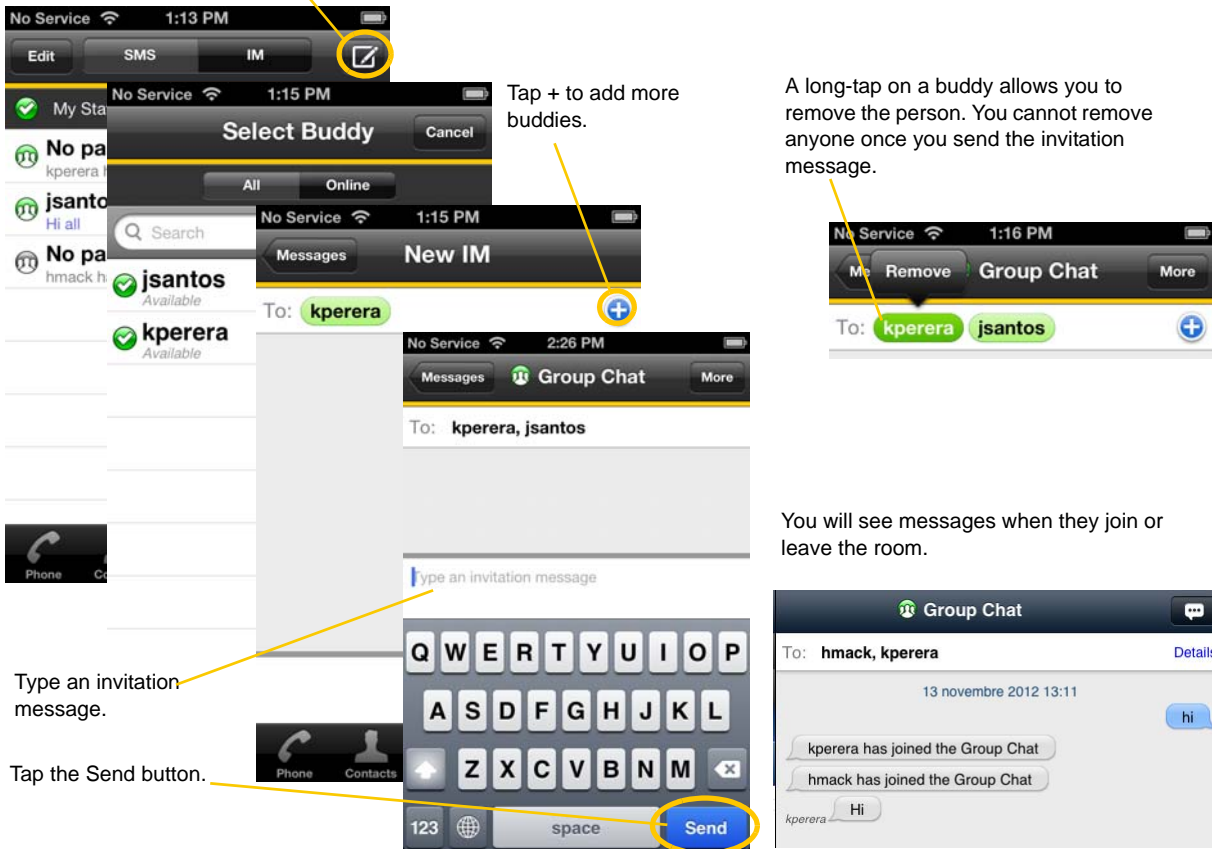 No Service 1:13 PM
Edit SMS IM
My Sta
No pa
kperera h
jsanto
Hi all
No pa
hmack h
Phone Co
No Service 1:15 PM
Select Buddy Cancel
All Online
Search
jsantos
Available
kperera
Available
Tap + to add more
buddies.
No Service 1:15 PM
Messages New IM
To: kperera
Phone Contacts
No Service 2:26 PM
Messages Group Chat More
To: kperera, jsantos
Type an invitation message
Q W E R T Y U I O P
A S D F G H J K L
Z X C V B N M
123 space Send
Type an invitation
message.
Tap the Send button.
A long-tap on a buddy allows you to
remove the person. You cannot remove
anyone once you send the invitation
message.
No Service 1:16 PM
Me Remove Group Chat More
To: kperera jsantos
You will see messages when they join or
leave the room.
Group Chat
To: hmack, kperera Details
13 novembre 2012 13:11
hi
kperera has joined the Group Chat
hmack has joined the Group Chat
kperera Hi